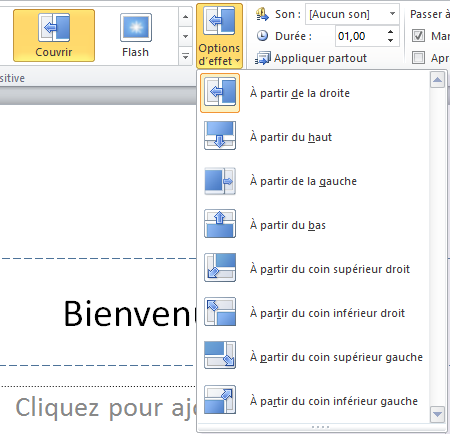 Couvrir
Flash
Options
d'effet
Son : [Aucun son]
Durée : 01,00
Appliquer partout
Passer à
Mar
Apr
sitive
À partir de la droite
À partir du haut
À partir de la gauche
À partir du bas
À partir du coin supérieur droit
À partir du coin inférieur droit
À partir du coin supérieur gauche
À partir du coin inférieur gauche
Bienvenu
Cliquez pour ajo